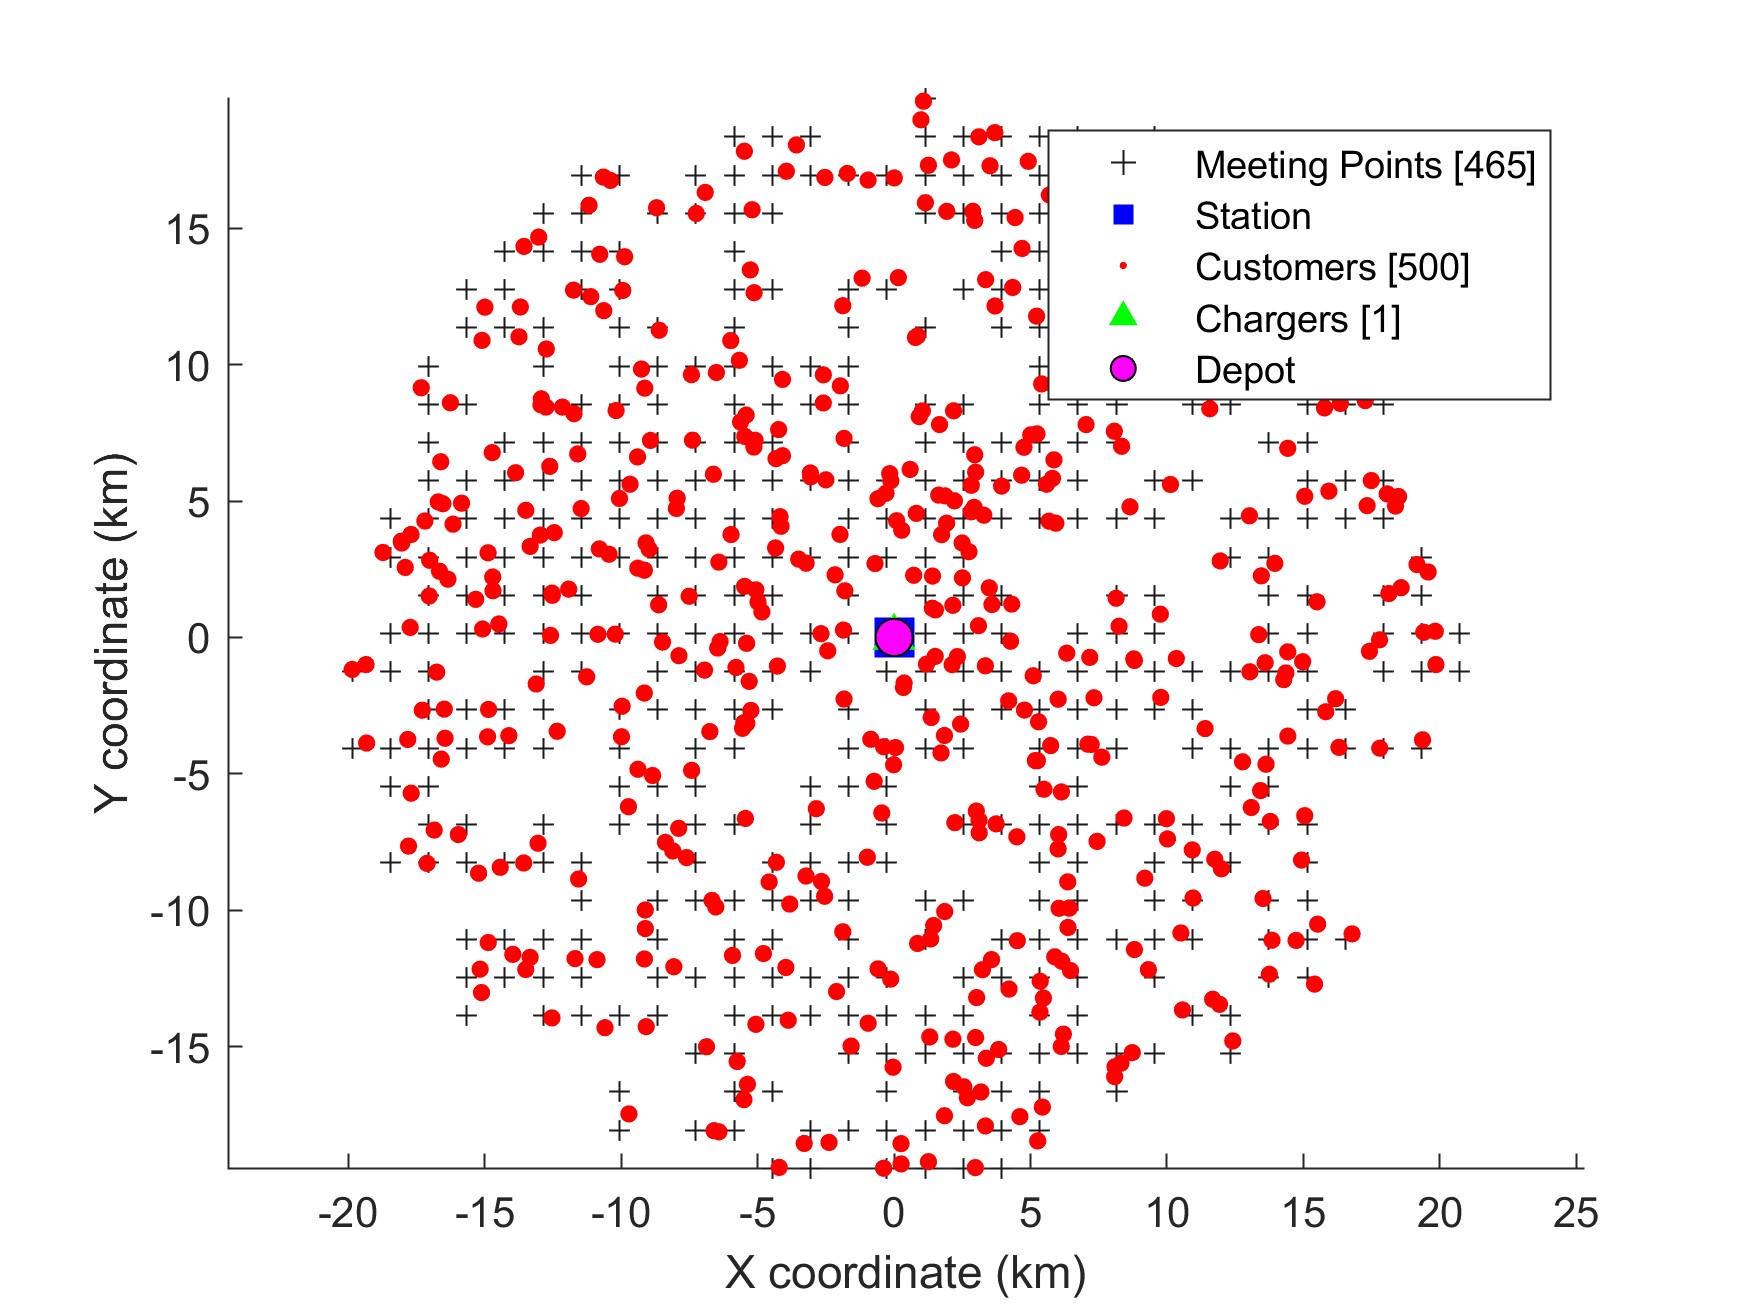 Meeting Points [465]
Station
Customers [500]
Chargers [1]
Depot
15
10
5
0
-5
-10
-15
Y coordinate (km)
-20 -15 -10 -5 0 5 10 15 20 25
X coordinate (km)